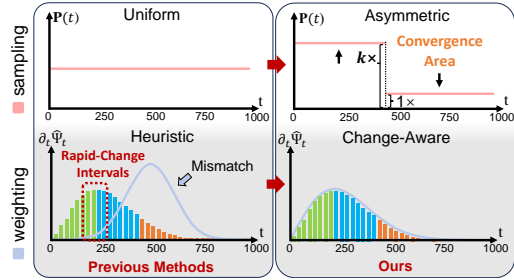 Uniform
Asymmetric
sampling
P(t)
t
0 250 500 750 1000
P(t)
k×
Convergence
Area
1×
t
0 250 500 750 1000
weighting
Heuristic
∂ₜΨ̂ₜ
Rapid-Change
Intervals
Mismatch
t
0 250 500 750 1000
Previous Methods
Change-Aware
∂ₜΨ̂ₜ
t
0 250 500 750 1000
Ours